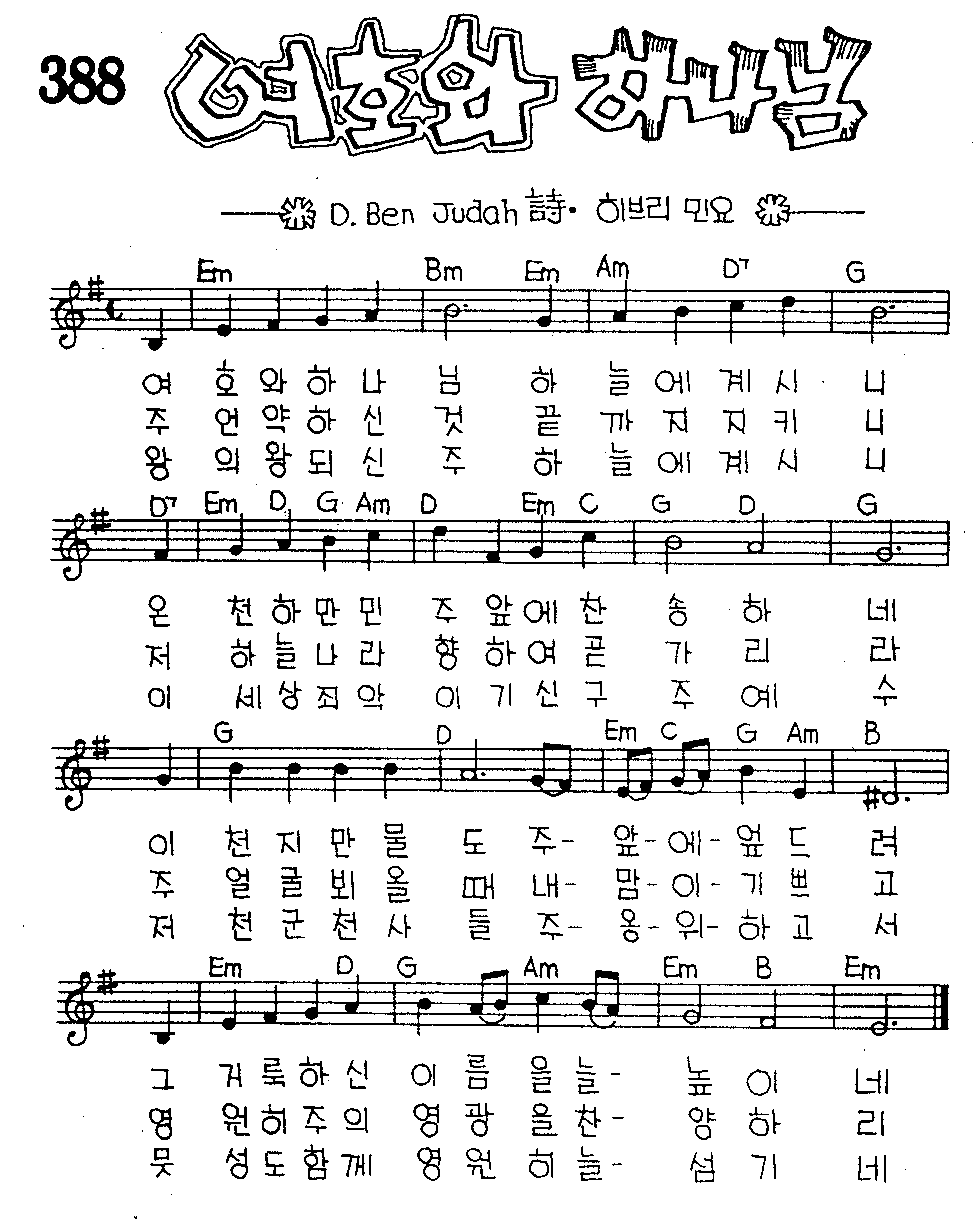 388 여호와 하나님
D. Ben Judah 詩· 히브리 민요
Em Bm Em Am D7 G
여 호 와 하 나 님 하 늘 에 계 시 니
주 언 약 하 신 것 끝 까 지 지 키 니
왕 의 왕 되 신 주 하 늘 에 계 시 니
D7 Em D G Am D Em C G D G
온 천 하 만 민 주 앞 에 찬 송 하 네
저 하 늘 나 라 향 하 여 곧 가 리 라
이 세 상 죄 악 이 기 신 구 주 예 수
G D Em C G Am B
이 천 지 만 물 도 주- 앞-에-엎 드 려
주 얼 굴 뵈 올 때 내- 맘-이-기 쁘 고
저 천 군 천 사 들 주- 옹-위-하 고 서
Em D G Am Em B Em
그 거 룩 하 신 이 름 을 늘- 높 이 네
영 원 히 주 의 영 광 을 찬- 양 하 리
뭇 성 도 함 께 영 원 히 늘- 섬 기 네